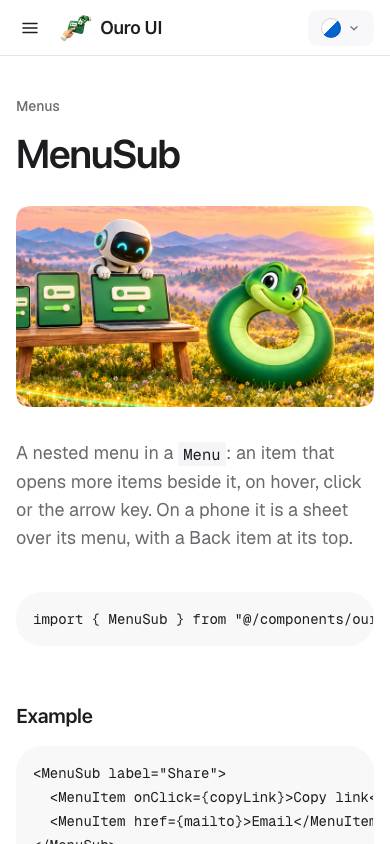 Ouro UI
Menus
MenuSub
A nested menu in a Menu: an item that
opens more items beside it, on hover, click
or the arrow key. On a phone it is a sheet
over its menu, with a Back item at its top.
import { MenuSub } from "@/components/our
Example
<MenuSub label="Share">
  <MenuItem onClick={copyLink}>Copy link<
  <MenuItem href={mailto}>Email</MenuItem
</MenuSub>